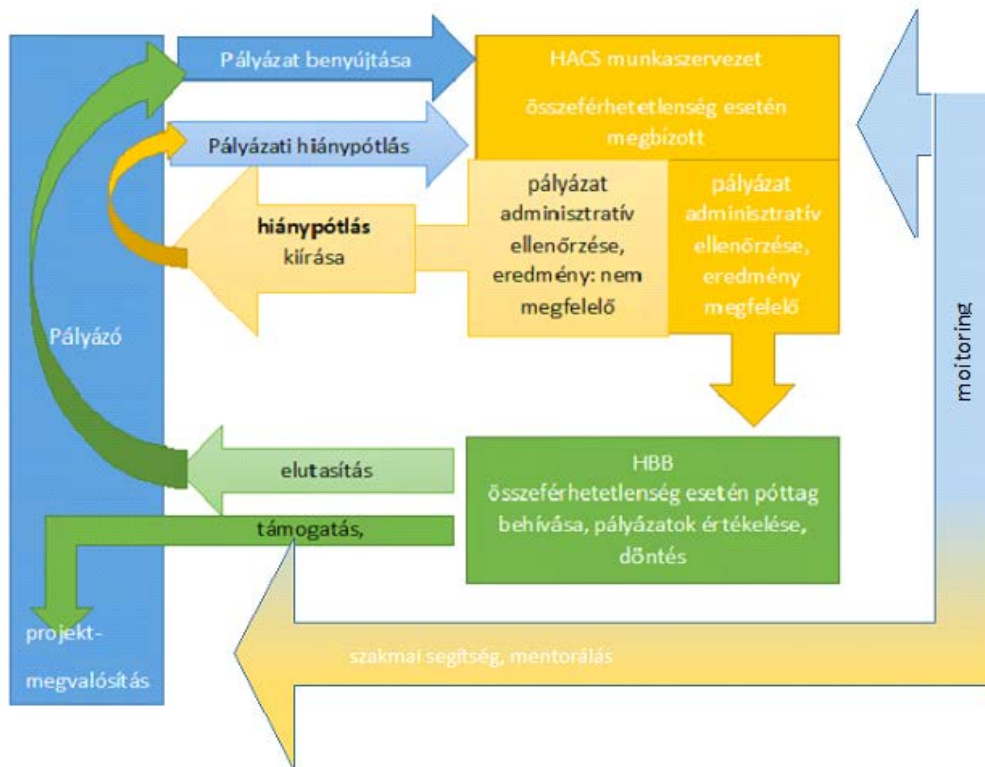 Pályázat benyújtása
HACS munkaszervezet
összeférhetetlenség esetén
megbízott
Pályázati hiánypótlás
hiánypótlás
kiírása
pályázat
adminisztratív
ellenőrzése,
eredmény: nem
megfelelő
pályázat
adminisztratív
ellenőrzése,
eredmény
megfelelő
Pályázó
moitoring
elutasítás
támogatás,
HBB
összeférhetetlenség esetén póttag
behívása, pályázatok értékelése,
döntés
projekt-
megvalósítás
szakmai segítség, mentorálás